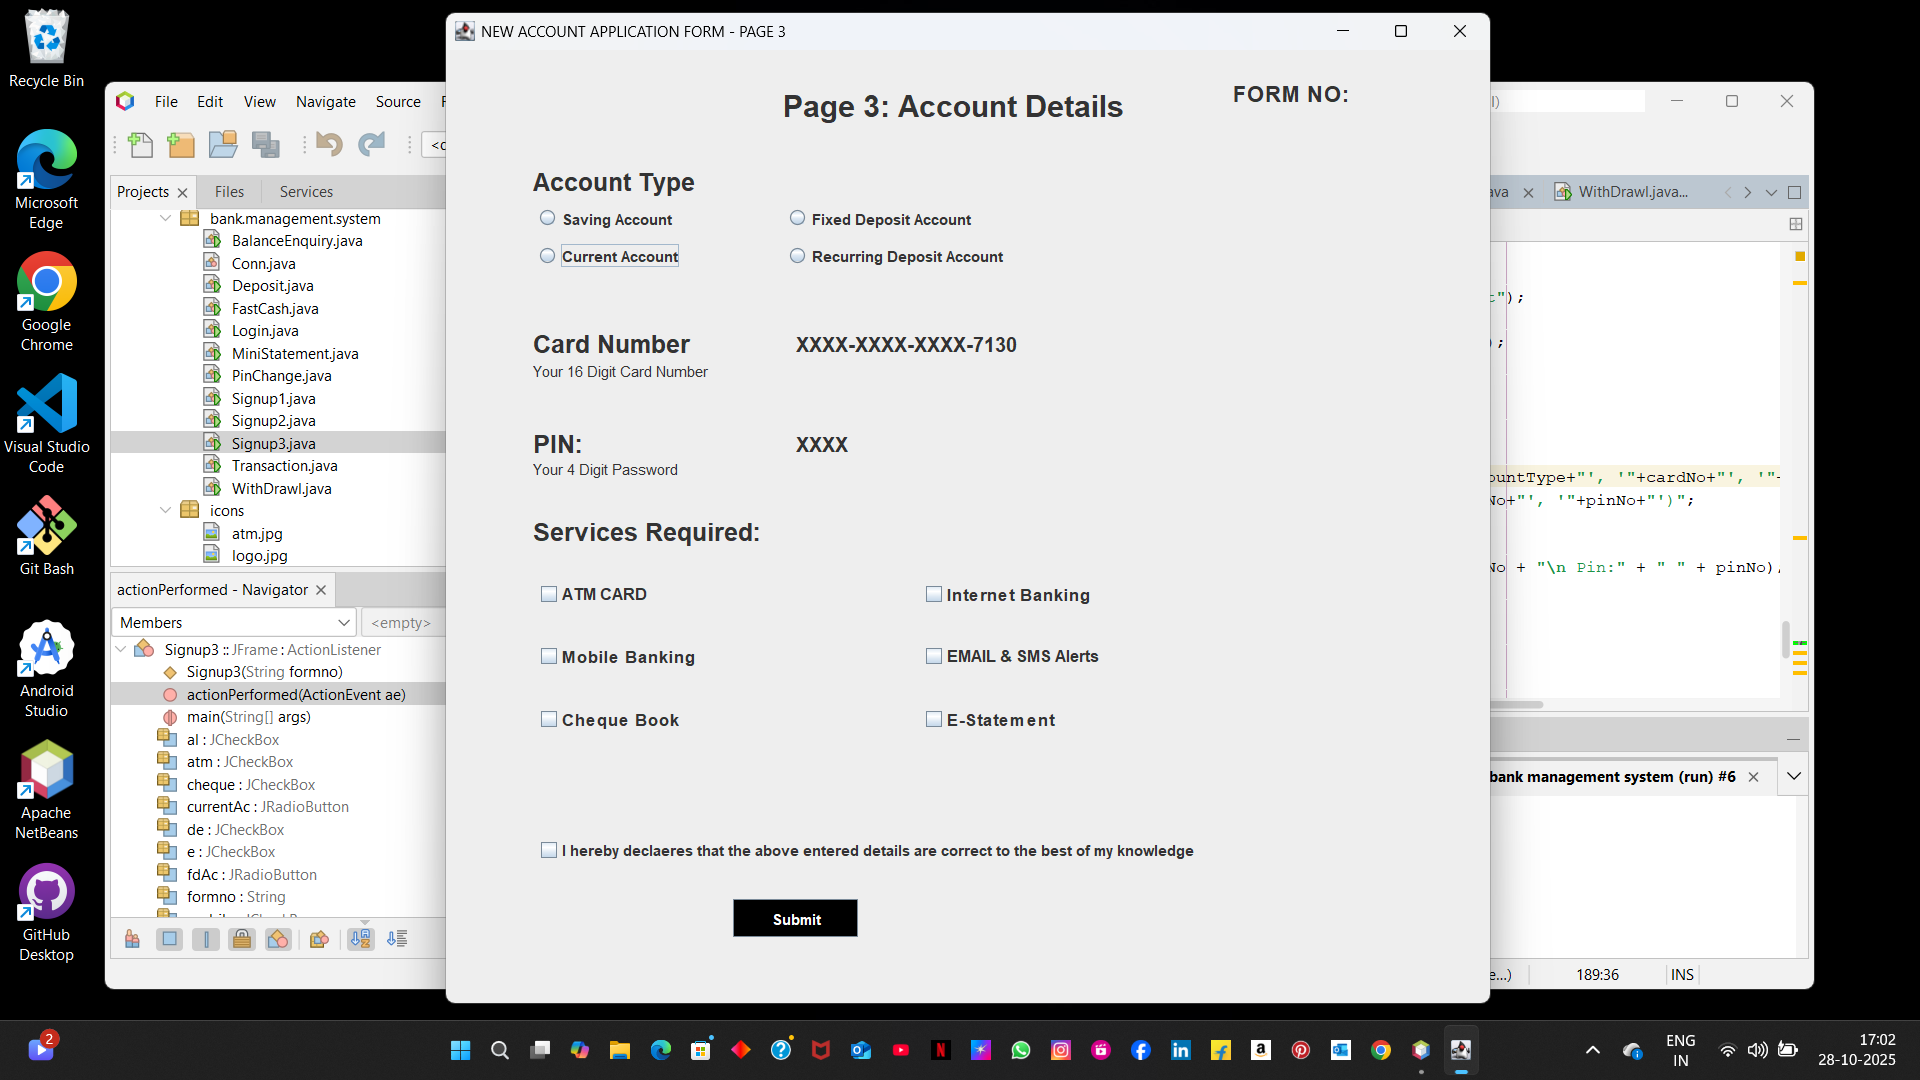 Recycle Bin
Microsoft
Edge
Google
Chrome
Visual Studio
Code
Git Bash
Android
Studio
Apache
NetBeans
GitHub
Desktop
File Edit View Navigate Source
Projects
Files
Services
bank.management.system
BalanceEnquiry.java
Conn.java
Deposit.java
FastCash.java
Login.java
MiniStatement.java
PinChange.java
Signup1.java
Signup2.java
Signup3.java
Transaction.java
WithDrawl.java
icons
atm.jpg
logo.jpg
actionPerformed - Navigator
Members
<empty>
Signup3 :: JFrame : ActionListener
Signup3(String formno)
actionPerformed(ActionEvent ae)
main(String[] args)
al : JCheckBox
atm : JCheckBox
cheque : JCheckBox
currentAc : JRadioButton
de : JCheckBox
e : JCheckBox
fdAc : JRadioButton
formno : String
NEW ACCOUNT APPLICATION FORM - PAGE 3
Page 3: Account Details
FORM NO:
Account Type
Saving Account
Fixed Deposit Account
Current Account
Recurring Deposit Account
Card Number
XXXX-XXXX-XXXX-7130
Your 16 Digit Card Number
PIN:
XXXX
Your 4 Digit Password
Services Required:
ATM CARD
Internet Banking
Mobile Banking
EMAIL & SMS Alerts
Cheque Book
E-Statement
I hereby declaeres that the above entered details are correct to the best of my knowledge
Submit
WithDrawl.java...
");
);
ountType+"', '"+cardNo+"', '"+
No+"', '"+pinNo+"')";
No + "\n Pin:" + " " + pinNo)
bank management system (run) #6
189:36
INS
2
ENG
IN
17:02
28-10-2025